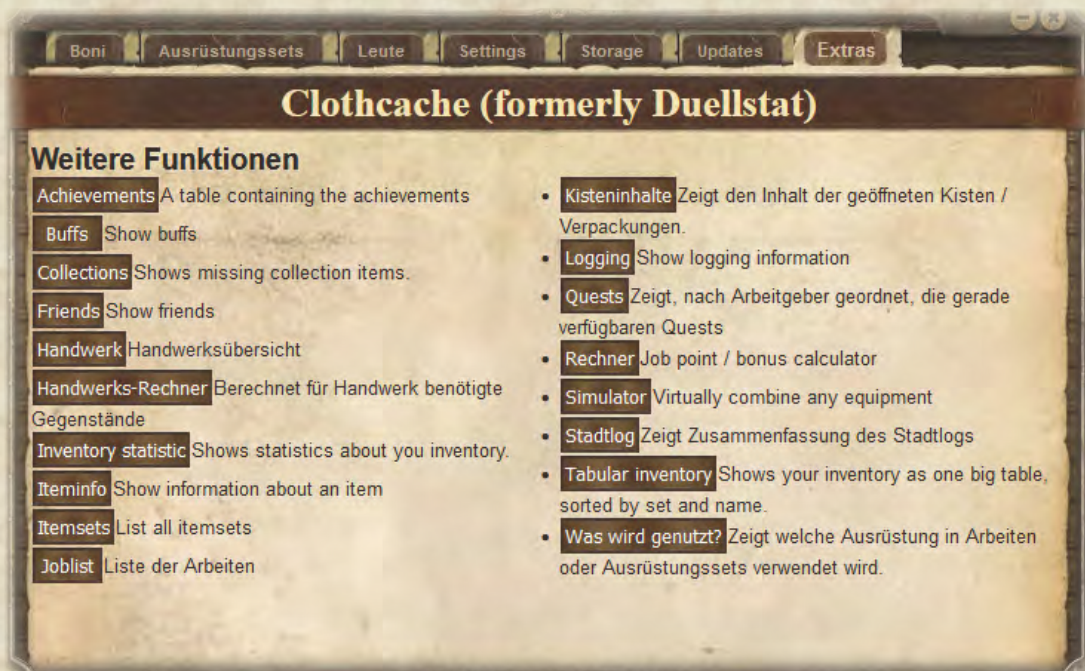 Boni Ausrüstungssets Leute Settings Storage Updates Extras
Clothcache (formerly Duellstat)
Weitere Funktionen
Achievements A table containing the achievements
Buffs Show buffs
Collections Shows missing collection items.
Friends Show friends
Handwerk Handwerksübersicht
Handwerks-Rechner Berechnet für Handwerk benötigte
Gegenstände
Inventory statistic Shows statistics about you inventory.
Iteminfo Show information about an item
Itemsets List all itemsets
Joblist Liste der Arbeiten
• Kisteninhalte Zeigt den Inhalt der geöffneten Kisten /
Verpackungen.
• Logging Show logging information
• Quests Zeigt, nach Arbeitgeber geordnet, die gerade
verfügbaren Quests
• Rechner Job point / bonus calculator
• Simulator Virtually combine any equipment
• Stadtlog Zeigt Zusammenfassung des Stadtlogs
• Tabular inventory Shows your inventory as one big table,
sorted by set and name.
• Was wird genutzt? Zeigt welche Ausrüstung in Arbeiten
oder Ausrüstungssets verwendet wird.